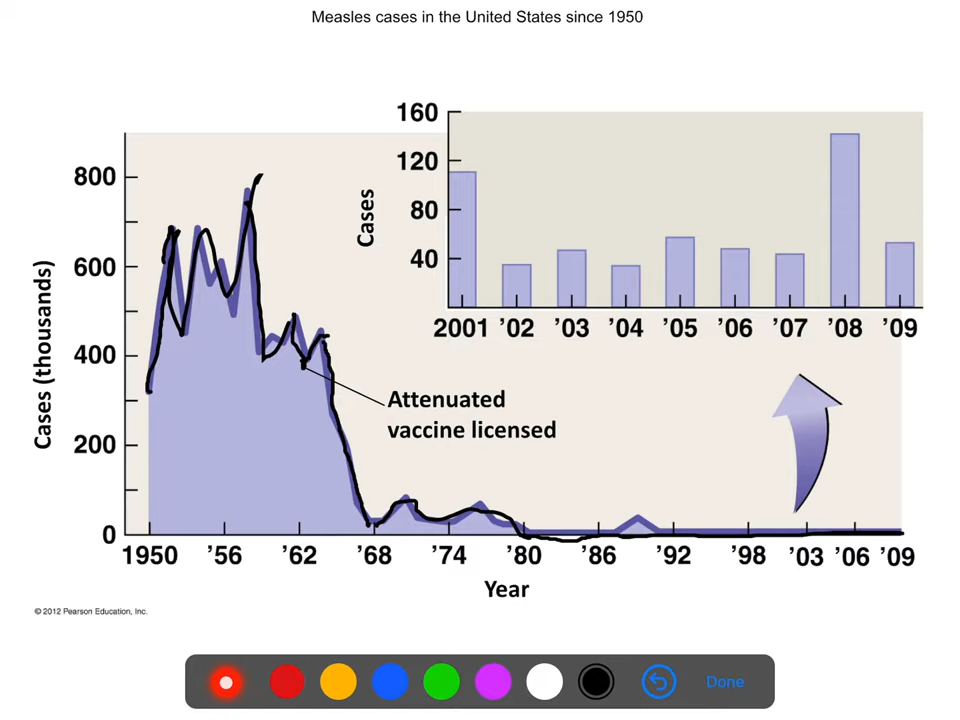 Measles cases in the United States since 1950
160
120
80
40
Cases
2001 '02 '03 '04 '05 '06 '07 '08 '09
800
600
400
200
0
Cases (thousands)
Attenuated
vaccine licensed
1950 '56 '62 '68 '74 '80 '86 '92 '98 '03 '06 '09
Year
© 2012 Pearson Education, Inc.
Done